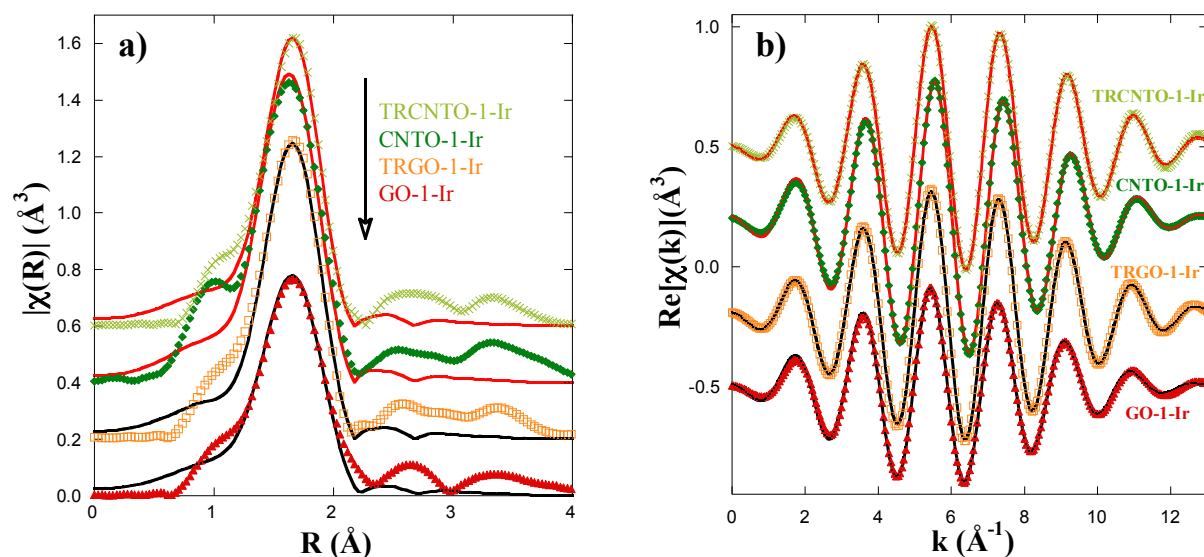 a)
1.6
1.4
1.2
1.0
0.8
0.6
0.4
0.2
0.0
|χ(R)| (Å³)
TRCNTO-1-Ir
CNTO-1-Ir
TRGO-1-Ir
GO-1-Ir
0 1 2 3 4
R (Å)
b)
1.0
0.5
0.0
-0.5
Re[χ(k)] (Å³)
TRCNTO-1-Ir
CNTO-1-Ir
TRGO-1-Ir
GO-1-Ir
0 2 4 6 8 10 12
k (Å⁻¹)